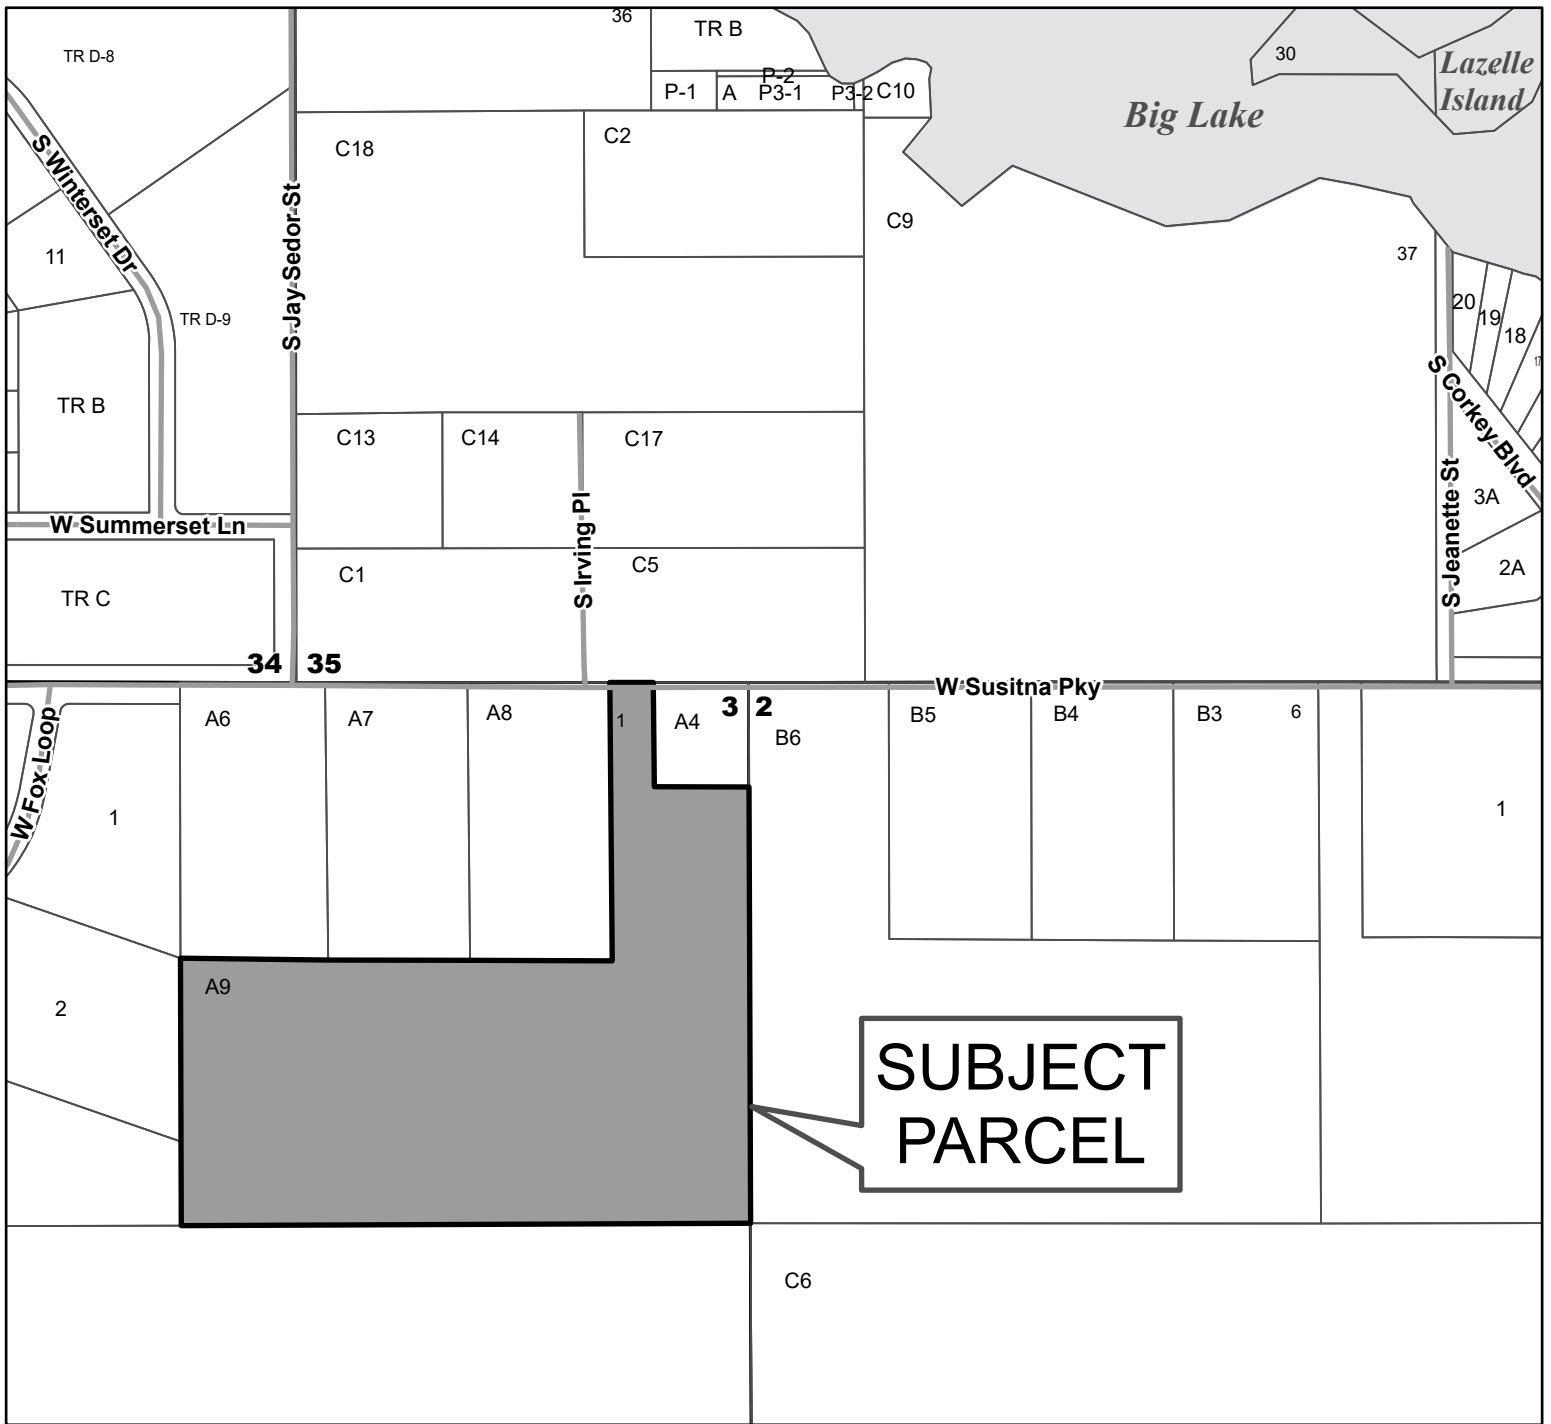 36
TR B
TR D-8
30
Lazelle
Island
P-2
P-1
A
P3-1
P3-2
C10
Big Lake
C18
C2
S Winterset Dr
C9
S Jay-Sedor-St
11
37
TR D-9
20
19
18
17
TR B
S Corkey Blvd
C13
C14
C17
3A
W Summerset Ln
S Irving Pl
S Jeanette St
C1
C5
2A
TR C
34
35
W Susitna Pky
A6
A7
A8
1
A4
3
2
B6
B5
B4
B3
6
W Fox Loop
1
1
A9
2
SUBJECT
PARCEL
C6